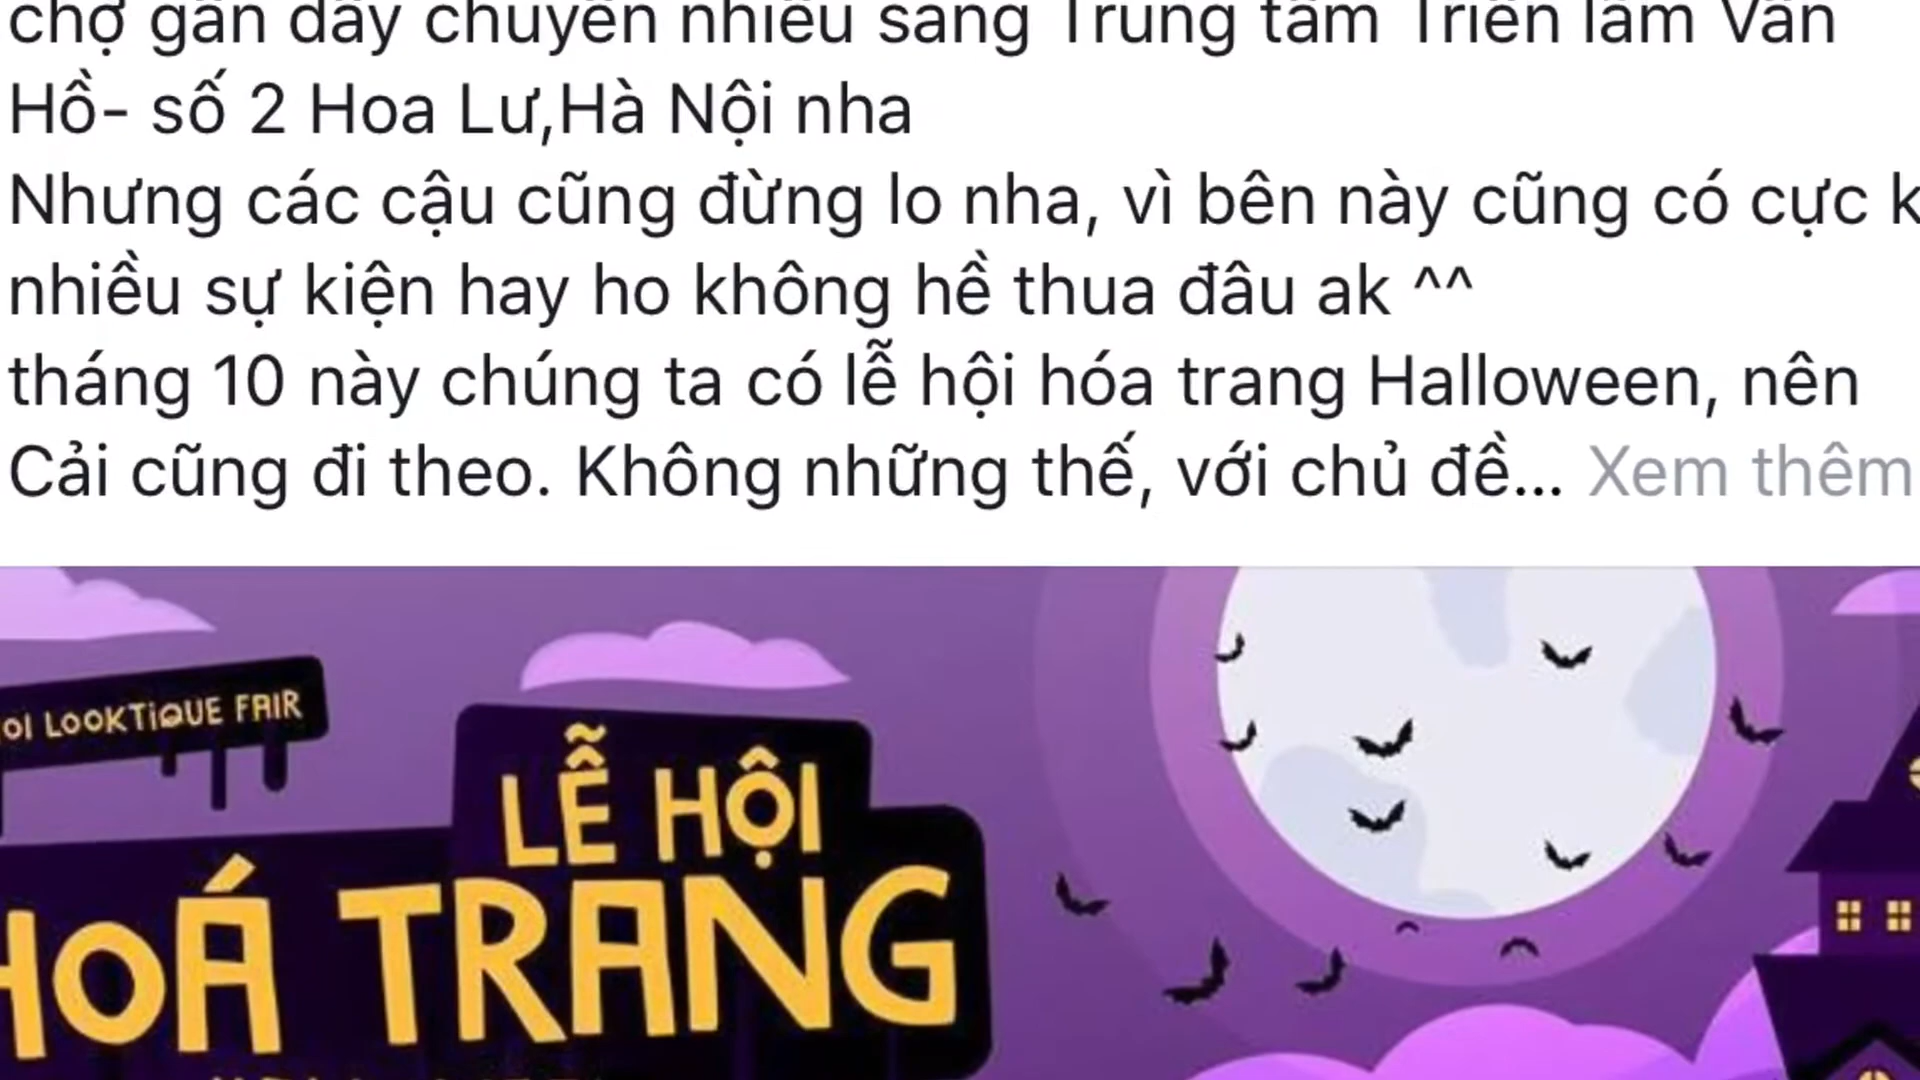 chợ gần đây chuyển nhiều sang Trung tâm Triển lãm Vân
Hồ- số 2 Hoa Lư,Hà Nội nha
Nhưng các cậu cũng đừng lo nha, vì bên này cũng có cực
nhiều sự kiện hay ho không hề thua đâu ak ^^
tháng 10 này chúng ta có lễ hội hóa trang Halloween, nên
Cải cũng đi theo. Không những thế, với chủ đề... Xem thêm
LOOKTiQUE FAIR
LỄ HỘI
HOÁ TRANG